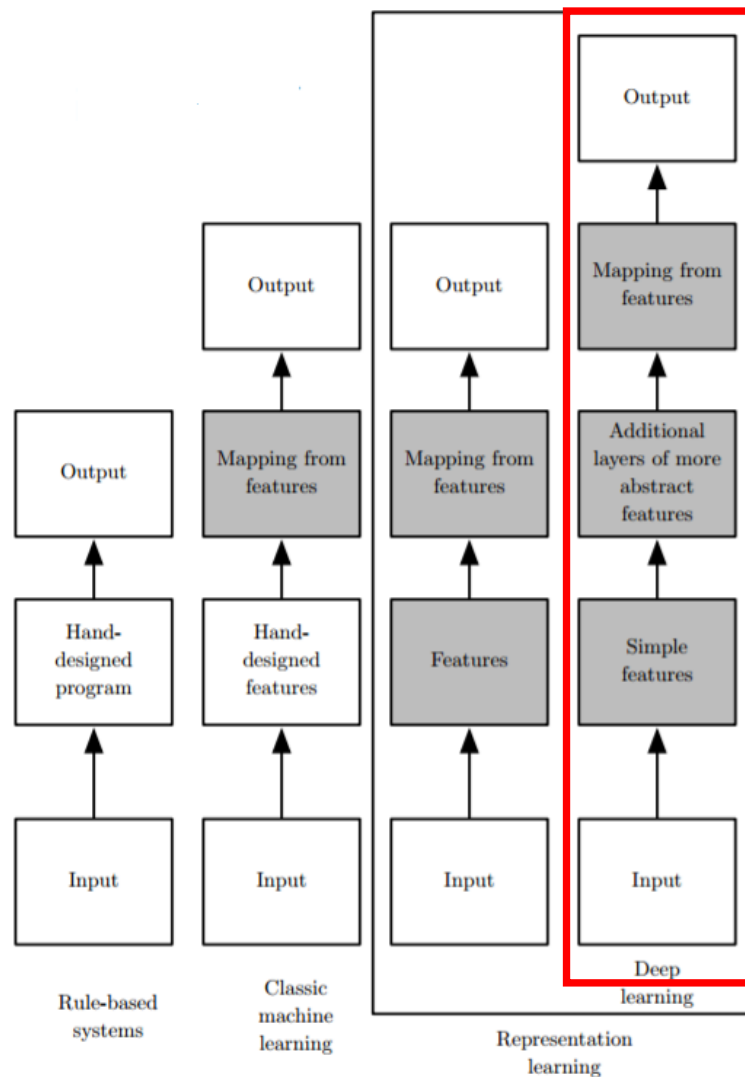 Output
Output
Output
Mapping from
features
Output
Mapping from
features
Mapping from
features
Additional
layers of more
abstract
features
Hand-
designed
program
Hand-
designed
features
Features
Simple
features
Input
Input
Input
Input
Rule-based
systems
Classic
machine
learning
Representation
learning
Deep
learning